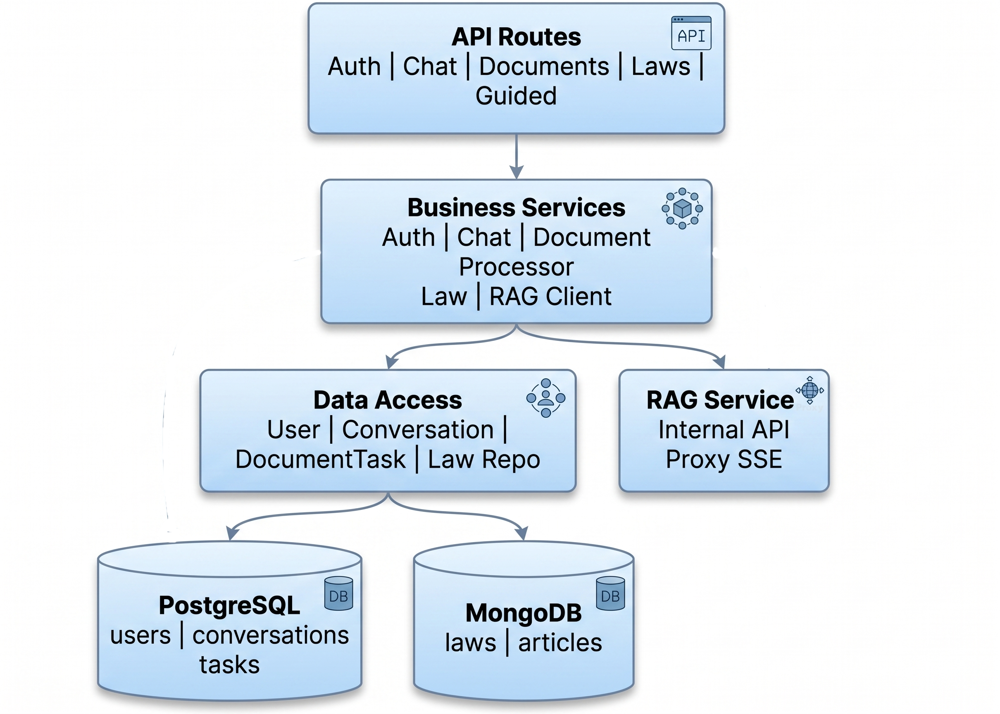 API Routes
API
Auth | Chat | Documents | Laws |
Guided
Business Services
Auth | Chat | Document
Processor
Law | RAG Client
Data Access
User | Conversation |
DocumentTask | Law Repo
RAG Service
Proxy
Internal API
Proxy SSE
PostgreSQL
DB
users | conversations
tasks
MongoDB
DB
laws | articles